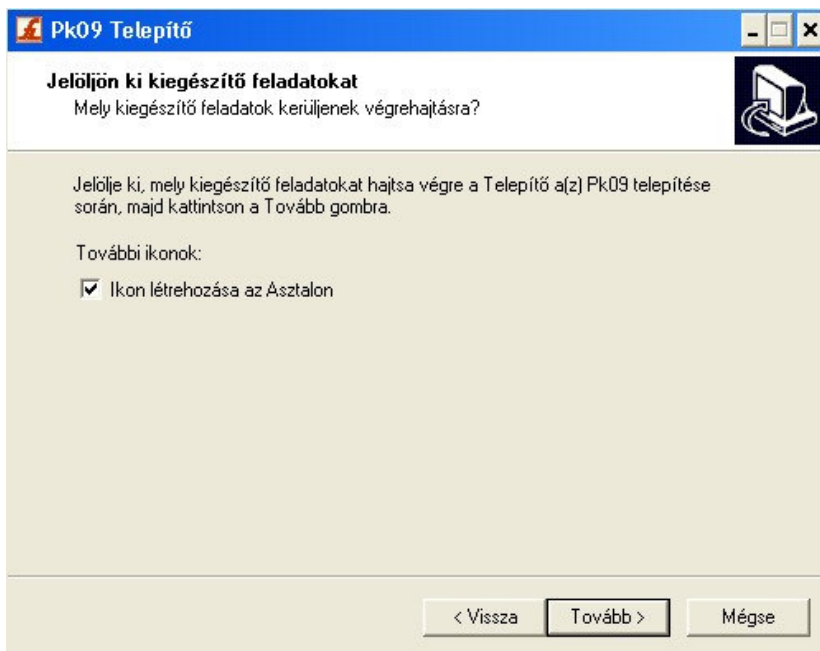 Pk09 Telepítő
Jelöljön ki kiegészítő feladatokat
Mely kiegészítő feladatok kerüljenek végrehajtásra?
Jelölje ki, mely kiegészítő feladatokat hajtsa végre a Telepítő a(z) Pk09 telepítése
során, majd kattintson a Tovább gombra.
További ikonok:
Ikon létrehozása az Asztalon
< Vissza
Tovább >
Mégse